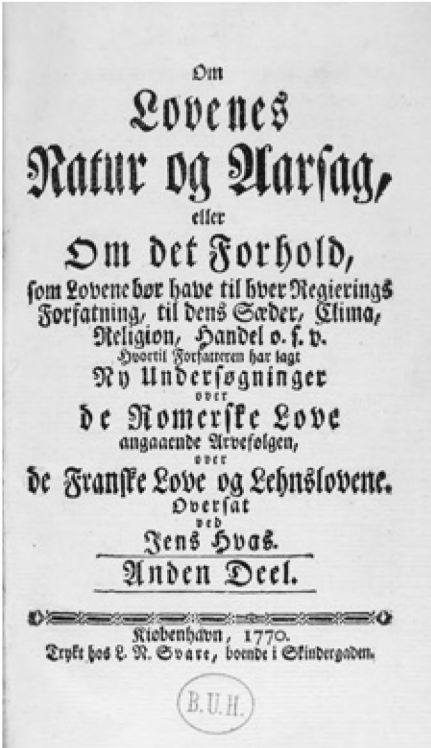 Om
Lovenes
Natur og Aarsag,
eller
Om det Forhold,
som Lovene bør have til hver Regierings
Forfatning, til dens Sæder, Clima,
Religion, Handel o. s. v.
Hvortil Forfatteren har lagt
Ny Undersøgninger
over
de Romerske Love
angaaende Arvefølgen,
over
de Franske Love og Lehnslovene.
Oversat
ved
Jens Hvas.
Anden Deel.
Kiøbenhavn, 1770.
Trykt hos L. N. Svare, boende i Skindergaden.
B.U.H.